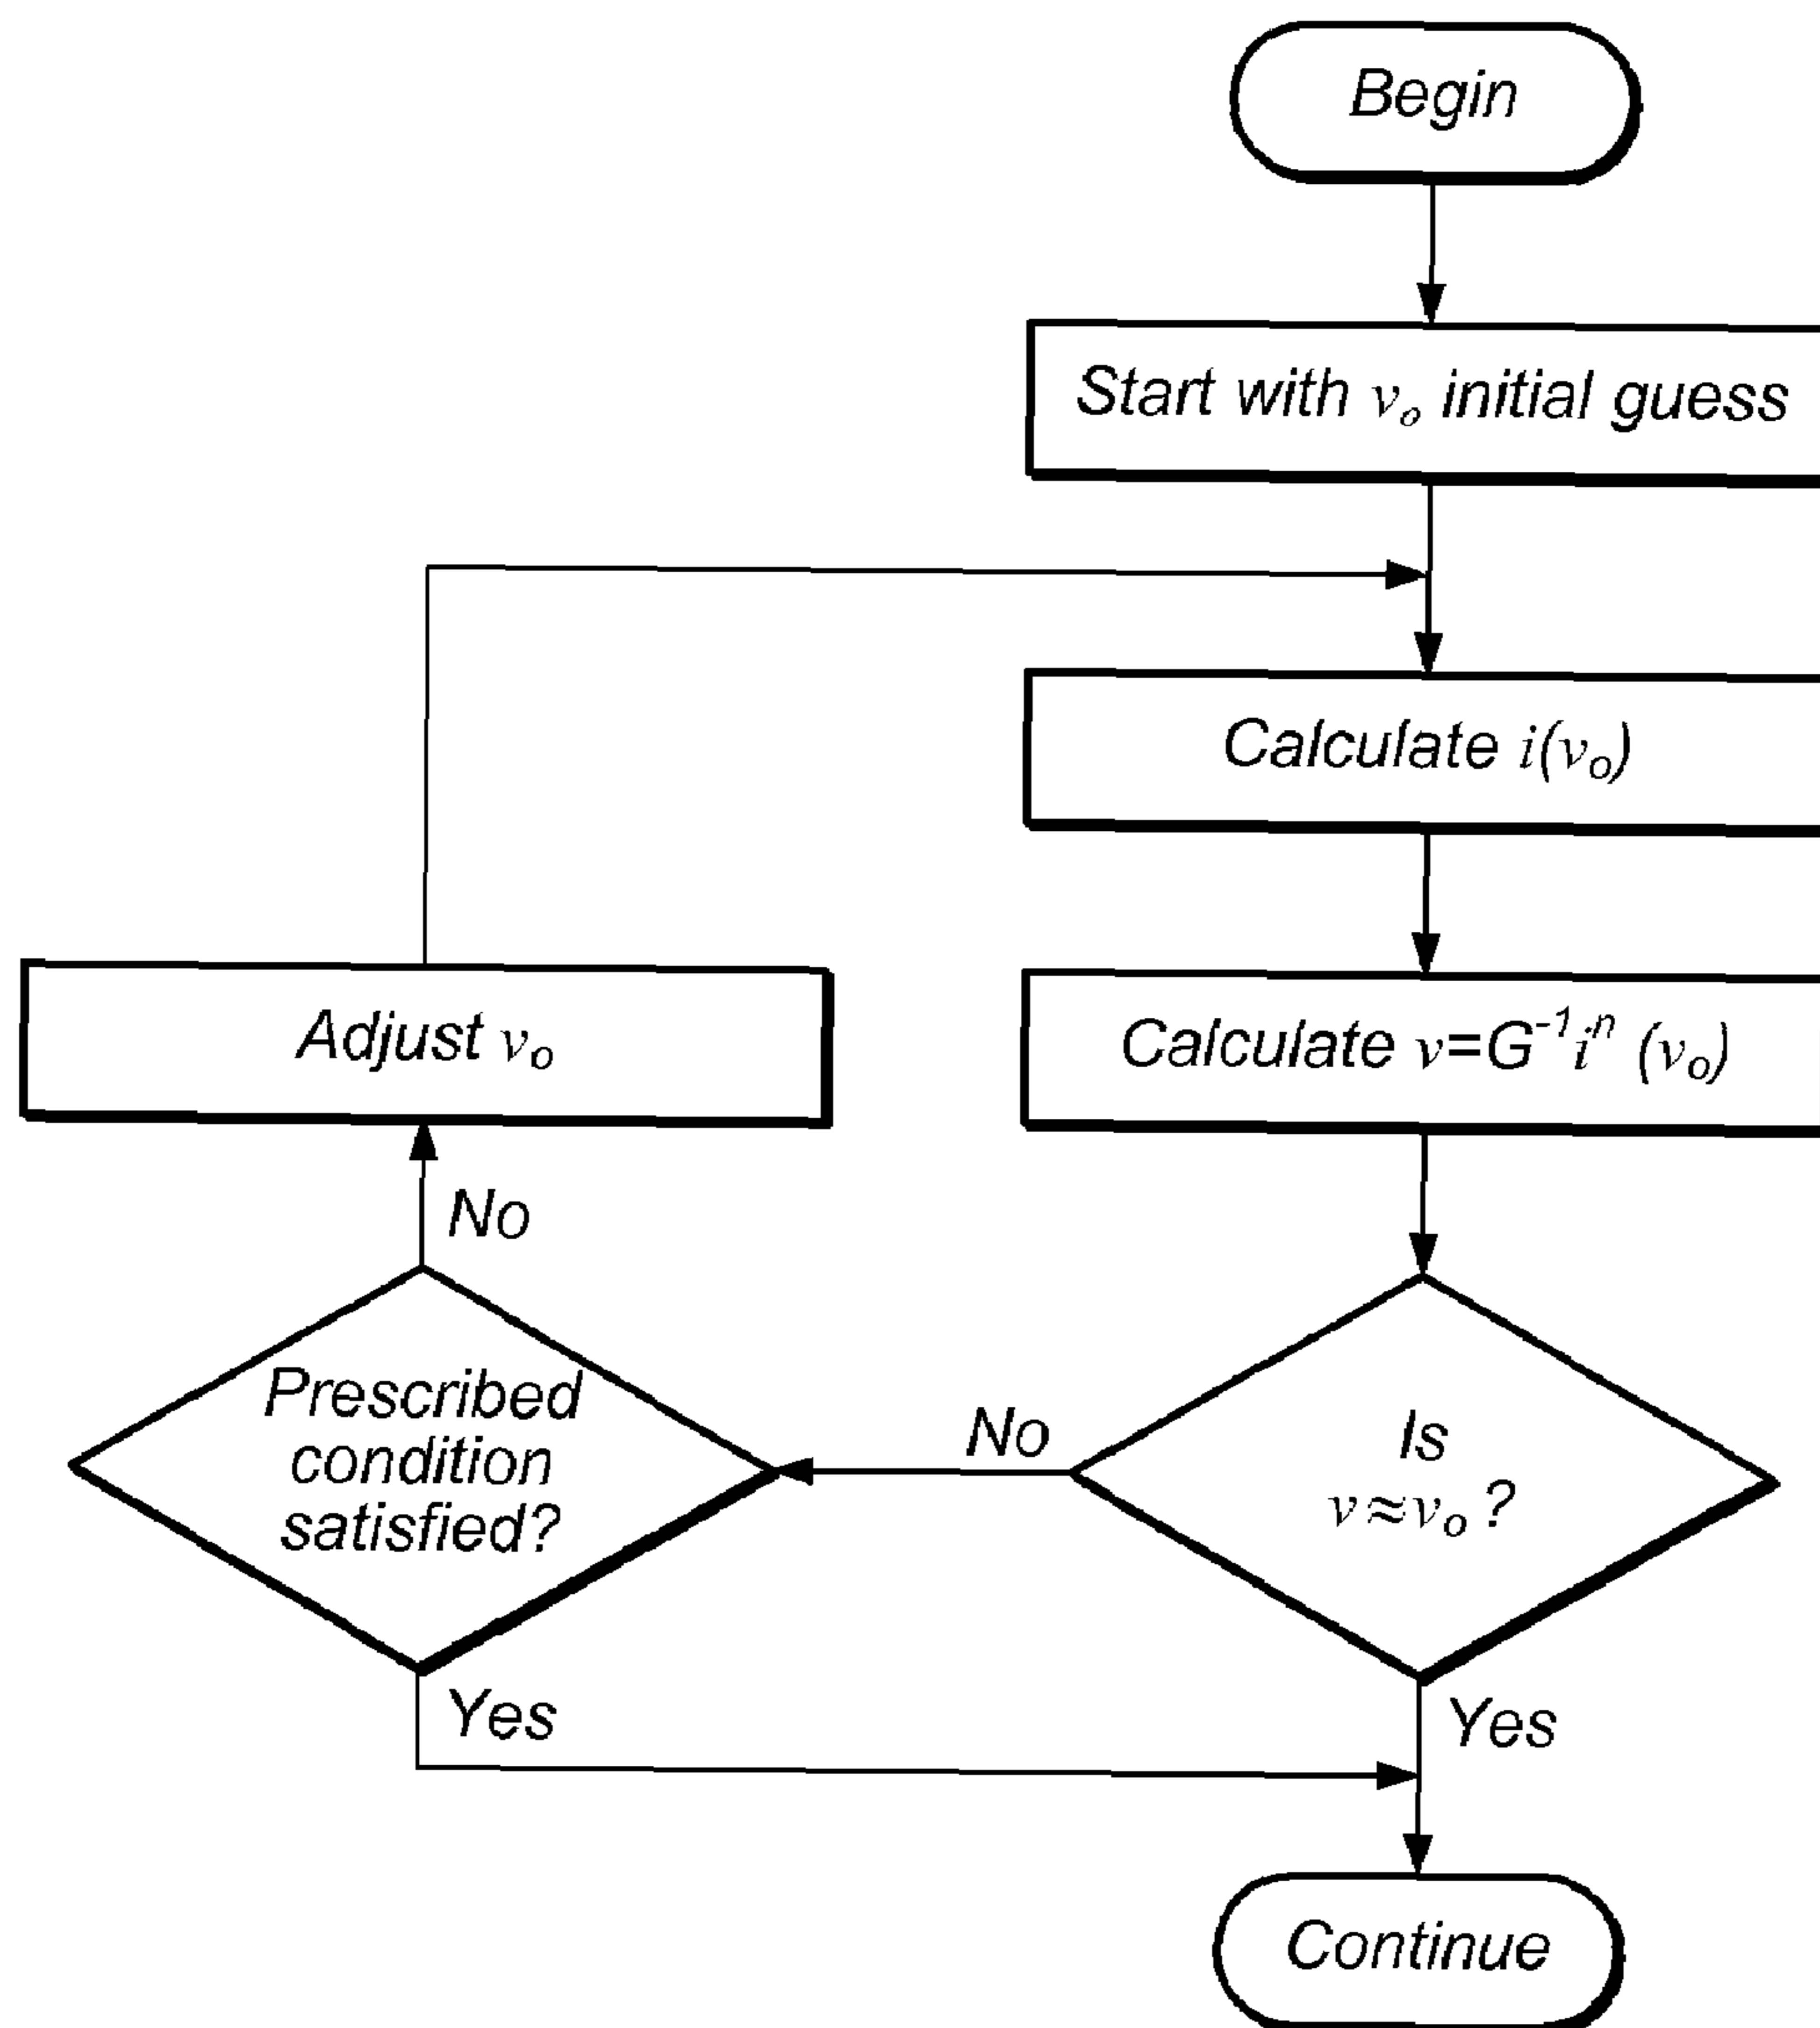 Begin
Start with vₒ initial guess
Calculate i(vₒ)
Adjust vₒ
Calculate v=G⁻¹iⁿ (vₒ)
No
No
Prescribed
condition
satisfied?
Is
v≈vₒ ?
Yes
Yes
Continue